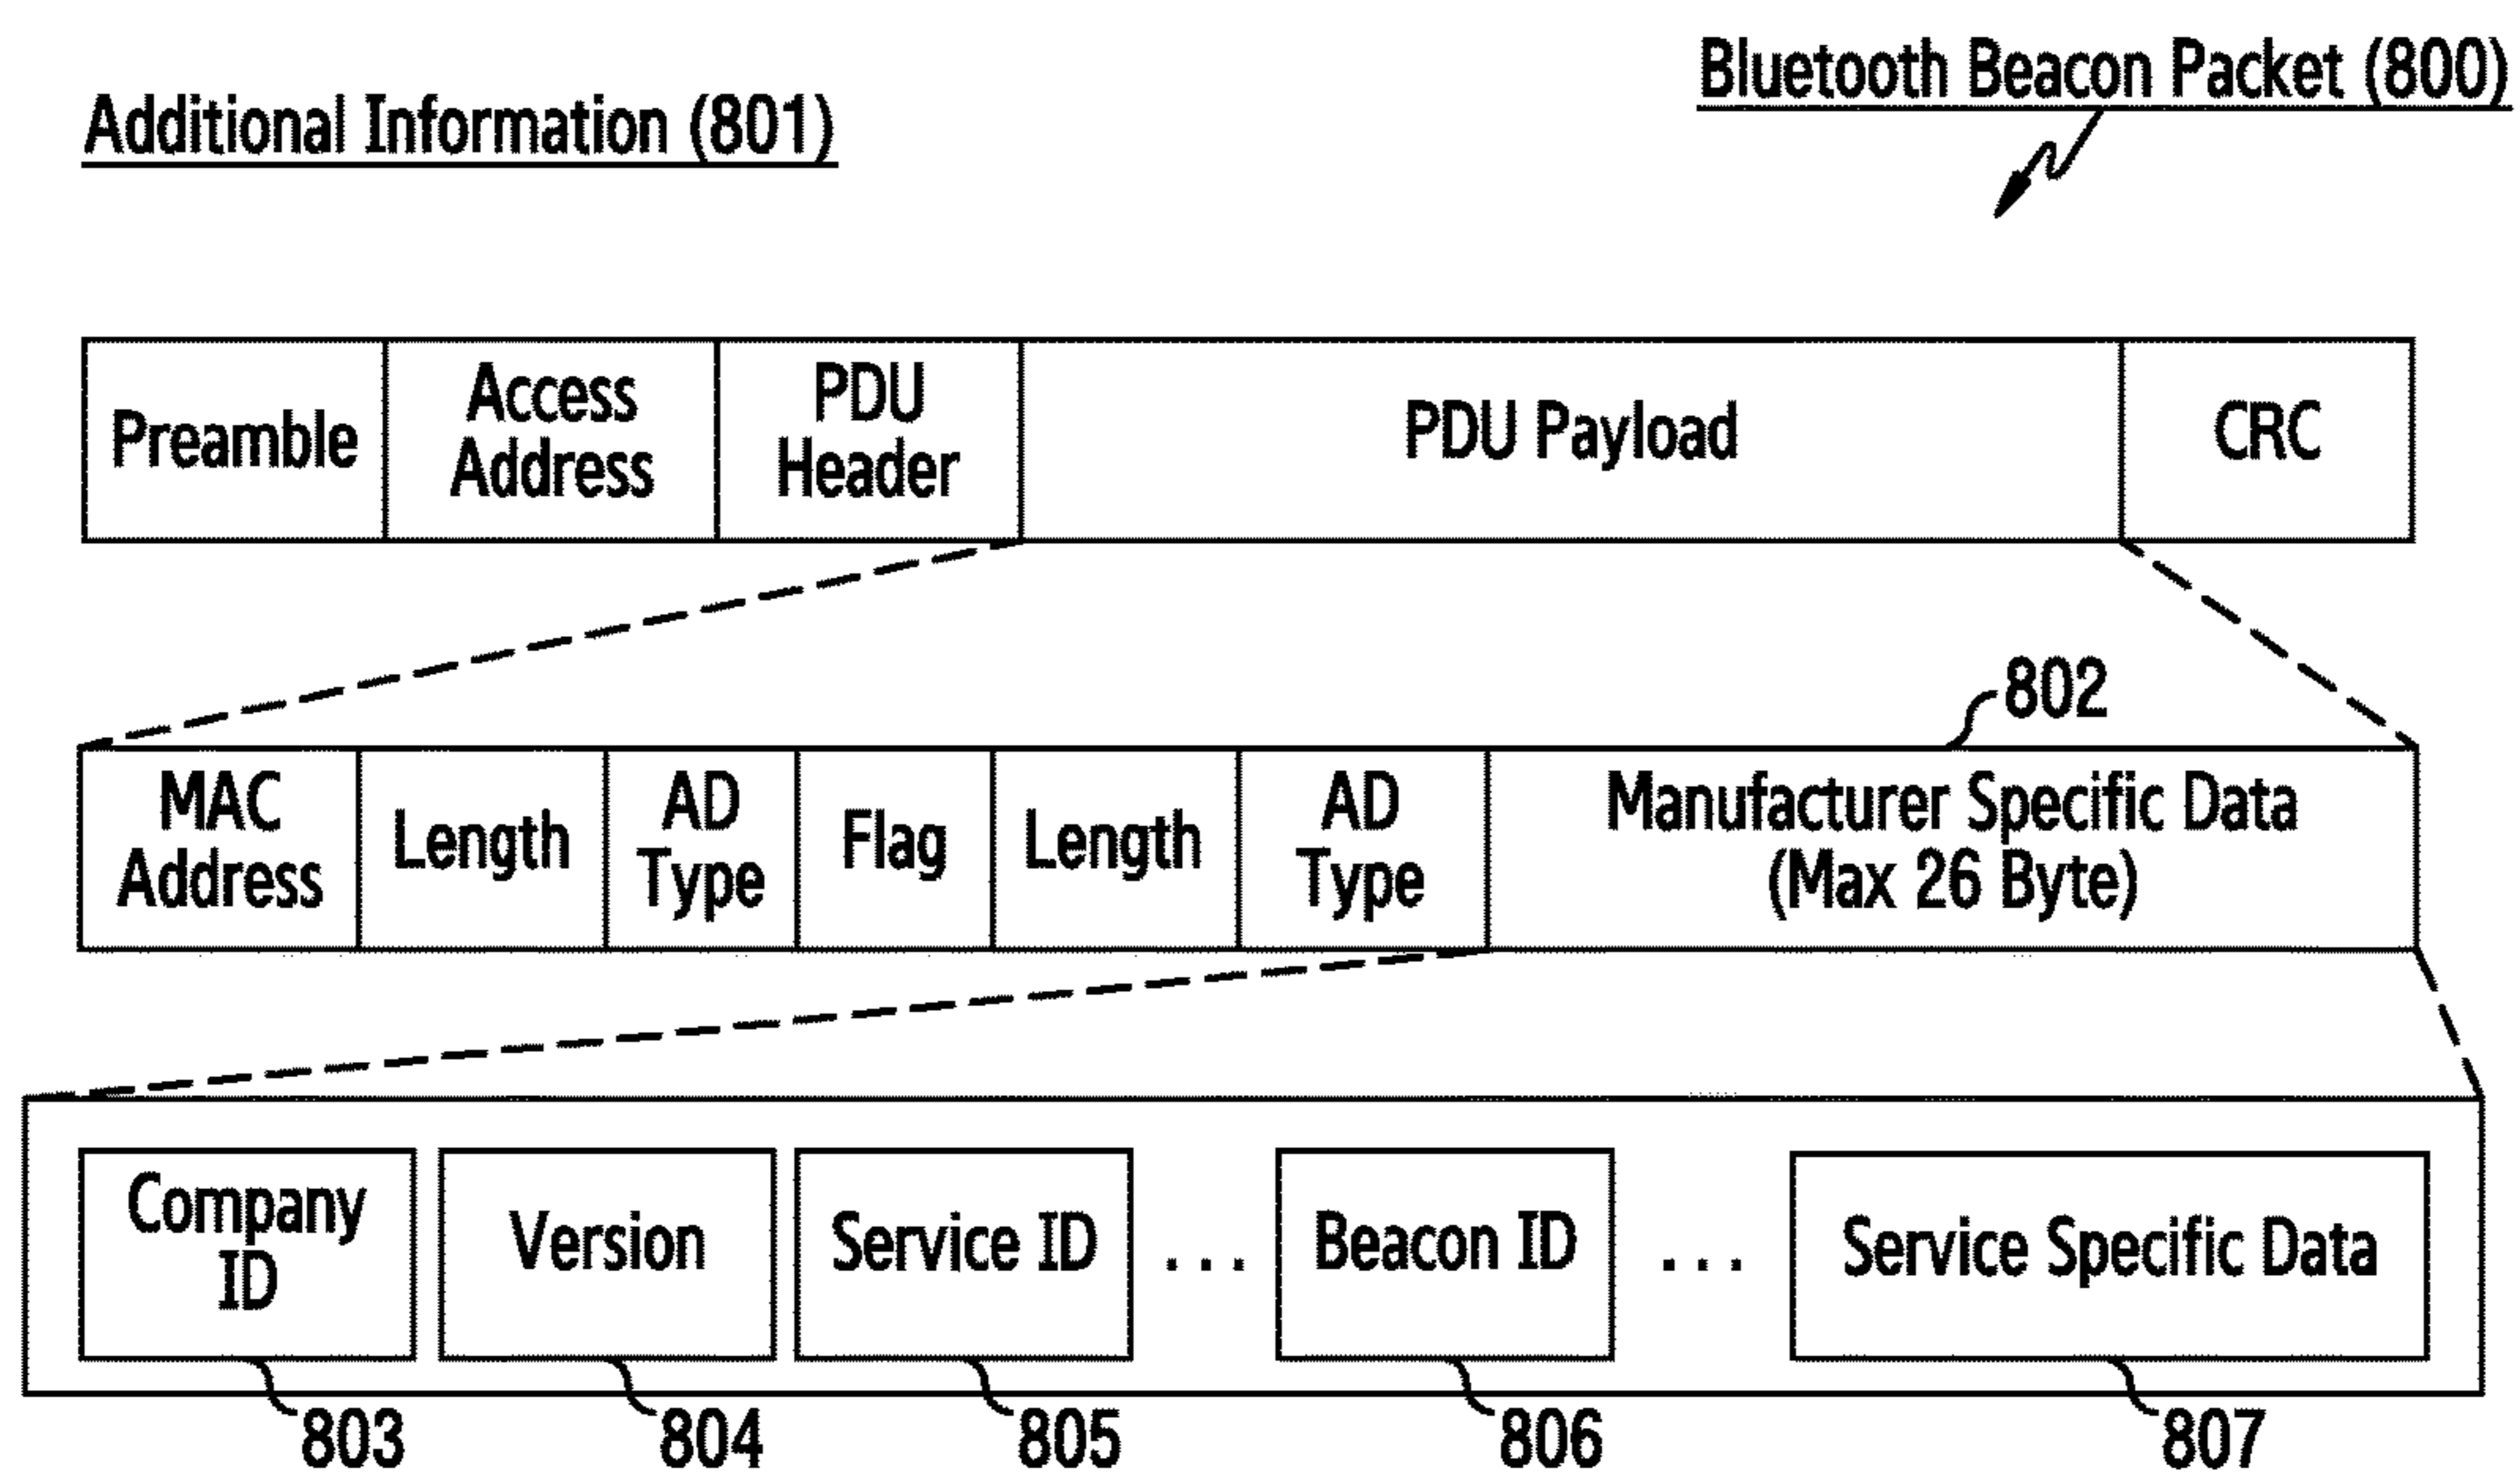 Bluetooth Beacon Packet (800)
Additional Information (801)
Preamble
Access
Address
PDU
Header
PDU Payload
CRC
802
MAC
Address
Length
AD
Type
Flag
Length
AD
Type
Manufacturer Specific Data
(Max 26 Byte)
Company
ID
Version
Service ID
...
Beacon ID
...
Service Specific Data
803
804
805
806
807